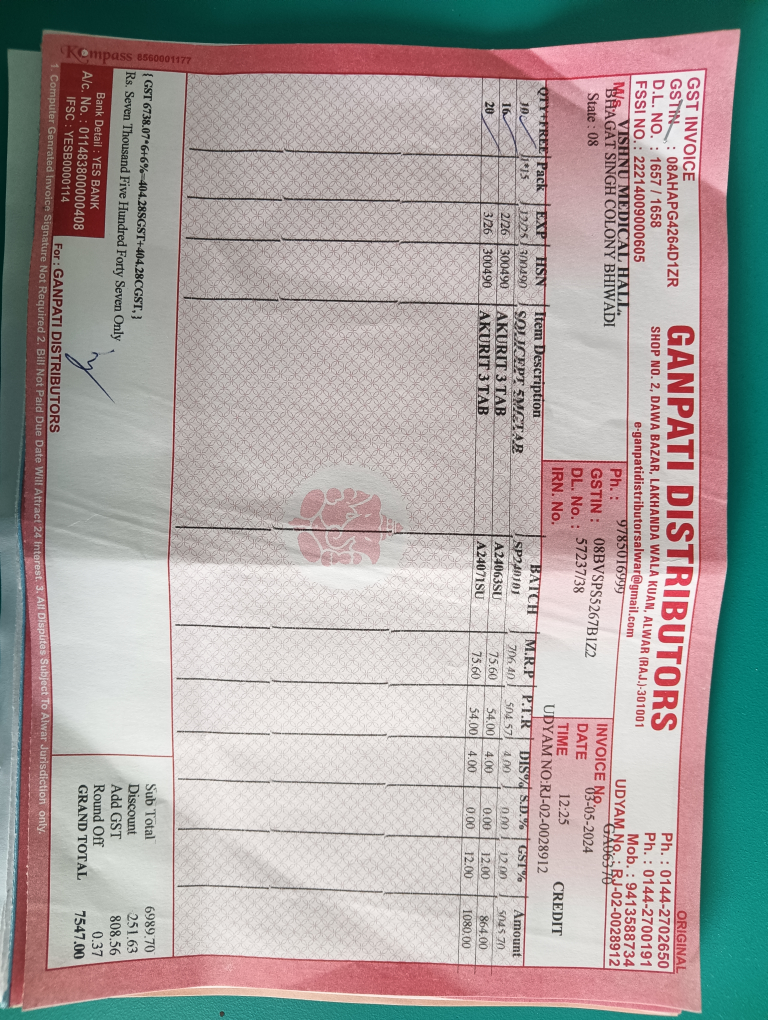 ORIGINAL
GST INVOICE
GSTIN : 08AHAPG4264D1ZR
D.L. NO. : 1657 / 1658
FSSI NO. : 22214009000605
GANPATI DISTRIBUTORS
SHOP NO. 2, DAWA BAZAR, LAKHANDA WALA KUAN, ALWAR (RAJ.)-301001
e-ganpatidistributorsalwar@gmail.com
Ph. : 0144-2702650
Ph. : 0144-2700191
Mob. : 9413588734
UDYAM No. : RJ-02-0028912
M/s. VISHNU MEDICAL HALL,
BHAGAT SINGH COLONY BHIWADI
State : 08
Ph. : 9785016999
GSTIN : 08BVSPS5267B1Z2
DL. No. : 57237/38
IRN. No.
INVOICE No. GA06370
DATE 03-05-2024
TIME 12:25
CREDIT
UDYAM NO:RJ-02-0028912
QTY+FREE Pack EXP HSN Item Description BATCH M.R.P P.T.R DIS% S.D.% GST% Amount
10 1*15 12/25 300490 SOLICEPT 5MGTAB SP240101 706.40 504.57 4.00 0.00 12.00 5045.70
16 2/26 300490 AKURIT 3 TAB A24063SU 75.60 54.00 4.00 0.00 12.00 864.00
20 3/26 300490 AKURIT 3 TAB A24071SU 75.60 54.00 4.00 0.00 12.00 1080.00
{GST 6738.07*6+6%=404.28SGST+404.28CGST,}
Rs. Seven Thousand Five Hundred Forty Seven Only
Sub Total 6989.70
Discount 251.63
Add GST 808.56
Round Off 0.37
GRAND TOTAL 7547.00
Bank Detail : YES BANK
A/c. No. : 011483800000408
IFSC : YESB0000114
For : GANPATI DISTRIBUTORS
1. Computer Genrated Invoice Signature Not Required 2. Bill Not Paid Due Date Will Attract 24 Interest. 3. All Disputes Subject To Alwar Jurisdiction only.
Kompass 8560001177